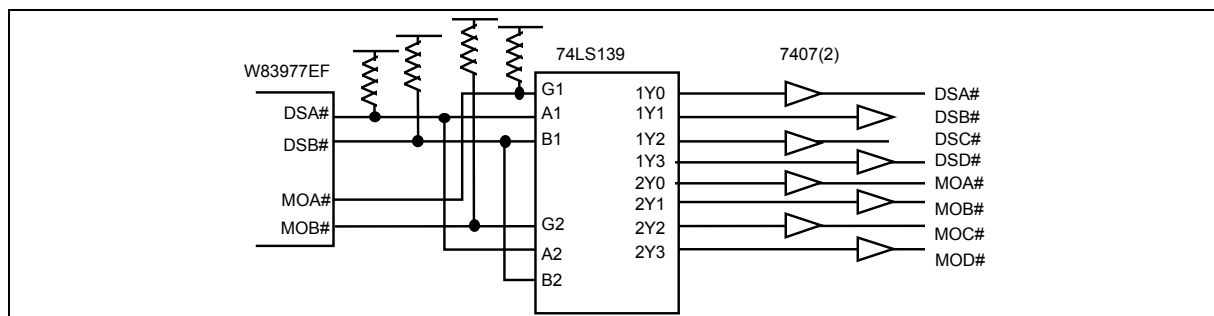 74LS139 7407(2)
W83977EF
G1 1Y0 DSA#
DSA# A1 1Y1 DSB#
DSB# B1 1Y2 DSC#
1Y3 DSD#
MOA# 2Y0 MOA#
2Y1 MOB#
MOB# G2 2Y2 MOC#
A2 2Y3 MOD#
B2